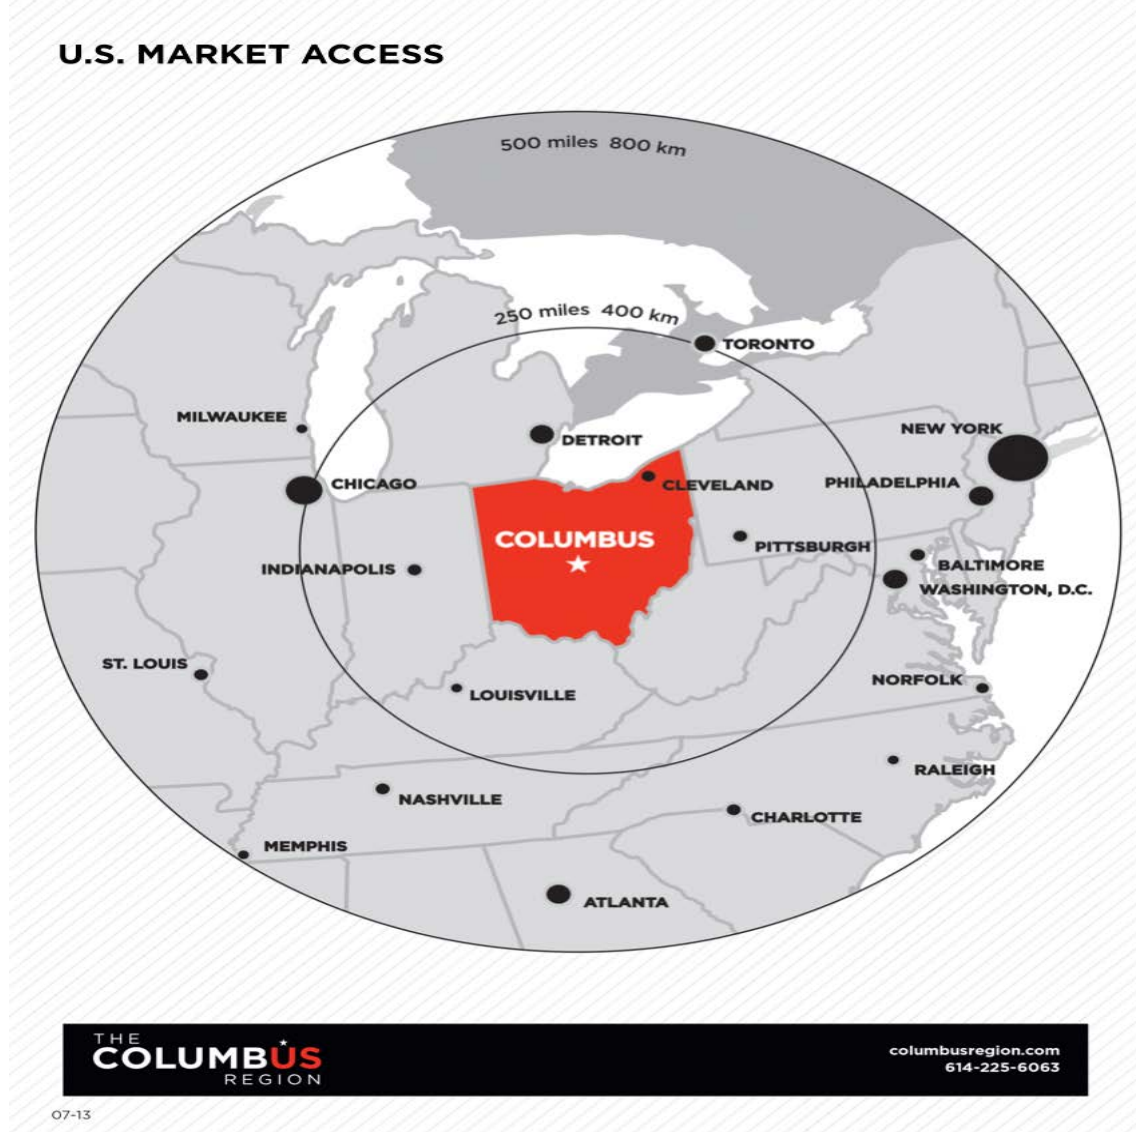 U.S. MARKET ACCESS
500 miles 800 km
250 miles 400 km
TORONTO
MILWAUKEE
NEW YORK
DETROIT
CHICAGO
CLEVELAND
PHILADELPHIA
COLUMBUS
PITTSBURGH
INDIANAPOLIS
BALTIMORE
WASHINGTON, D.C.
ST. LOUIS
NORFOLK
LOUISVILLE
RALEIGH
NASHVILLE
CHARLOTTE
MEMPHIS
ATLANTA
THE
COLUMBUS
REGION
columbusregion.com
614-225-6063
07-13